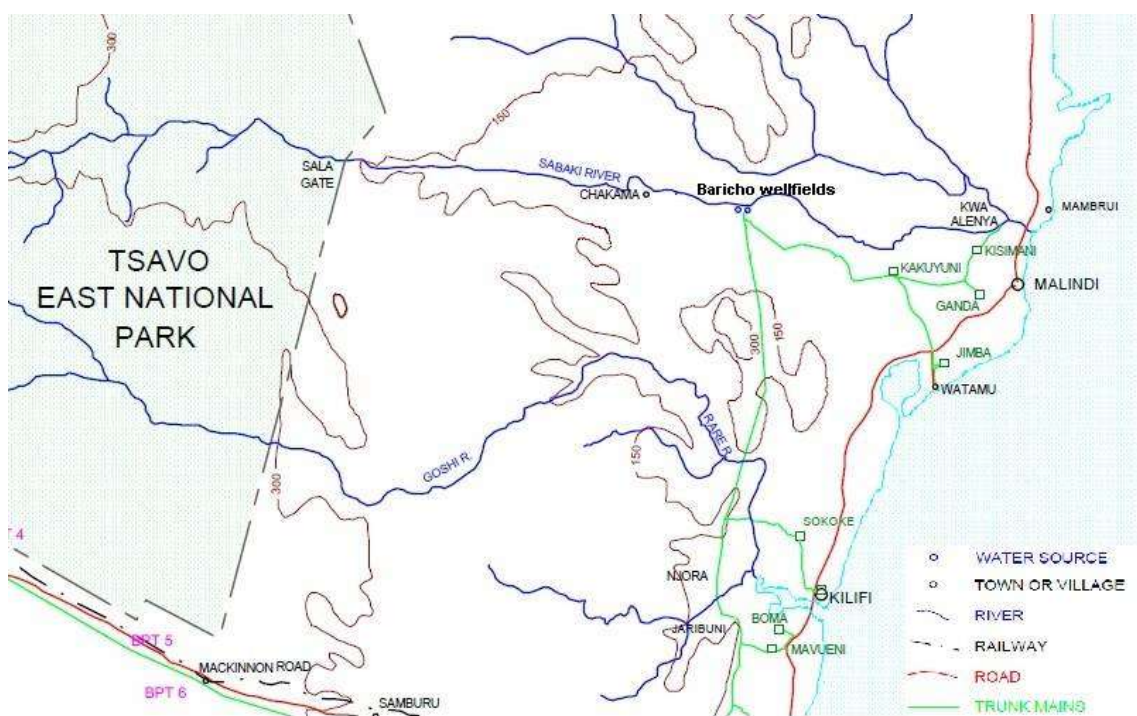 300
150
SALA
GATE
SABAKI RIVER
CHAKAMA
Baricho wellfields
KWA
ALENYA
MAMBRUI
KISIMANI
KAKUYUNI
GANDA
MALINDI
TSAVO
EAST NATIONAL
PARK
300
150
JIMBA
WATAMU
RARE R.
GOSHI R.
150
300
SOKOKE
NJORA
KILIFI
BOMA
JARIBUNI
MAVUENI
T 4
BPT 5
MACKINNON ROAD
BPT 6
SAMBURU
WATER SOURCE
TOWN OR VILLAGE
RIVER
RAILWAY
ROAD
TRUNK MAINS